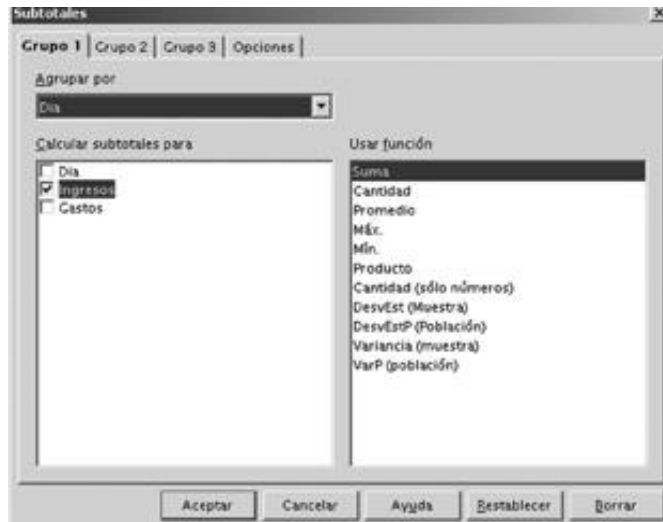 Subtotales
Grupo 1 Grupo 2 Grupo 3 Opciones
Agrupar por
Día
Calcular subtotales para
Día
Ingresos
Gastos
Usar función
Suma
Cantidad
Promedio
Máx.
Mín.
Producto
Cantidad (sólo números)
DesvEst (Muestra)
DesvEstP (Población)
Variancia (muestra)
VarP (población)
Aceptar Cancelar Ayuda Restablecer Borrar